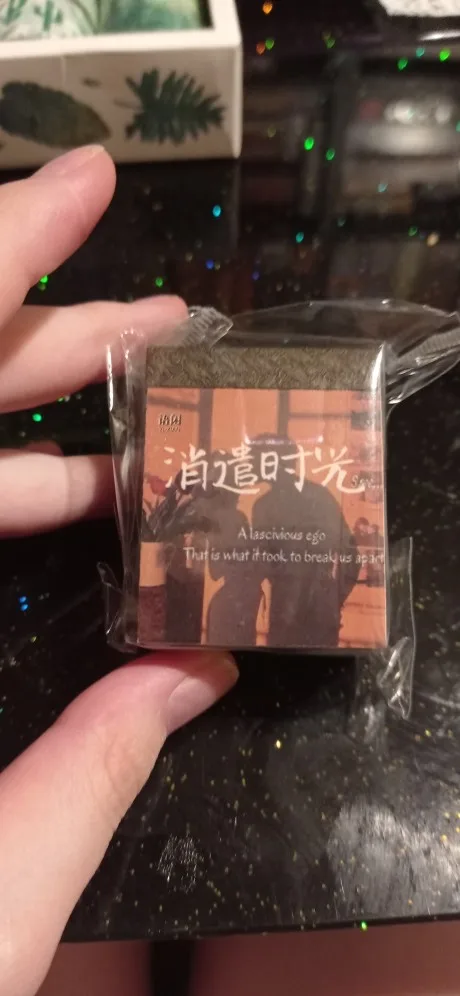 消遣时光
A lascivious ego
That is what it took to break us apart